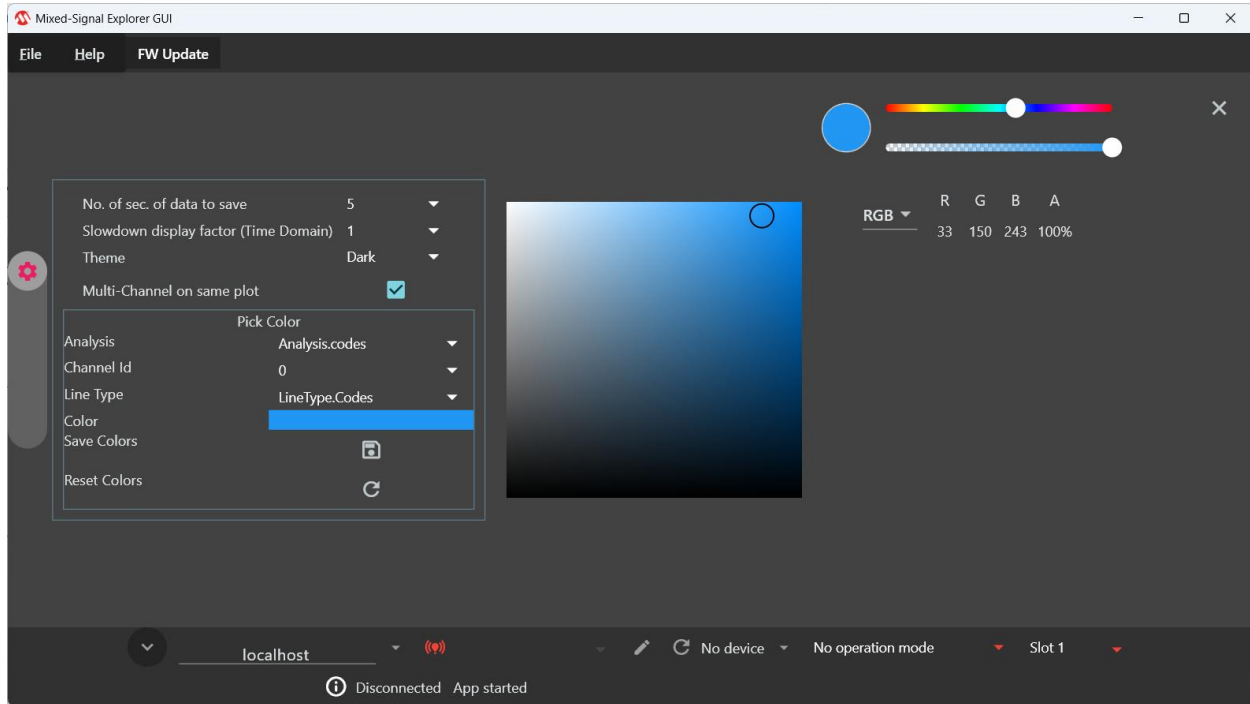 Mixed-Signal Explorer GUI
File Help FW Update
No. of sec. of data to save 5
Slowdown display factor (Time Domain) 1
Theme Dark
Multi-Channel on same plot
Pick Color
Analysis Analysis.codes
Channel Id 0
Line Type LineType.Codes
Color
Save Colors
Reset Colors
RGB
R G B A
33 150 243 100%
localhost
No device
No operation mode
Slot 1
Disconnected App started